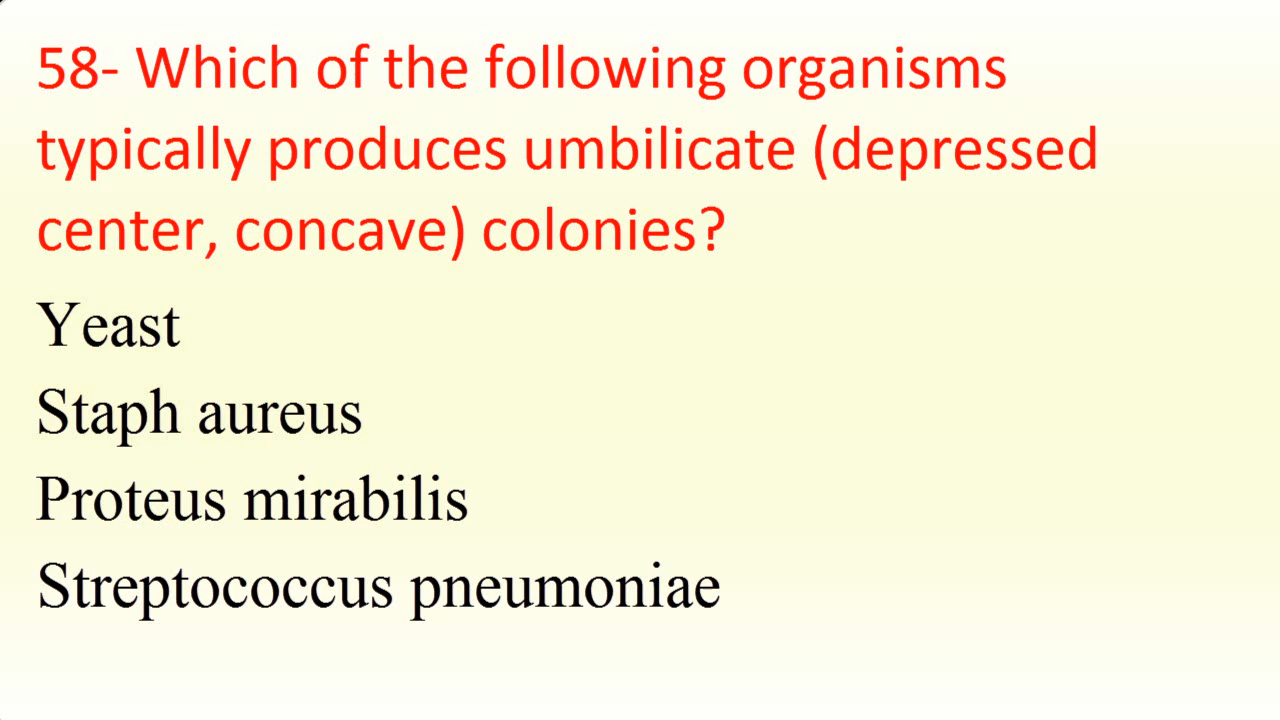 58- Which of the following organisms
typically produces umbilicate (depressed
center, concave) colonies?
Yeast
Staph aureus
Proteus mirabilis
Streptococcus pneumoniae